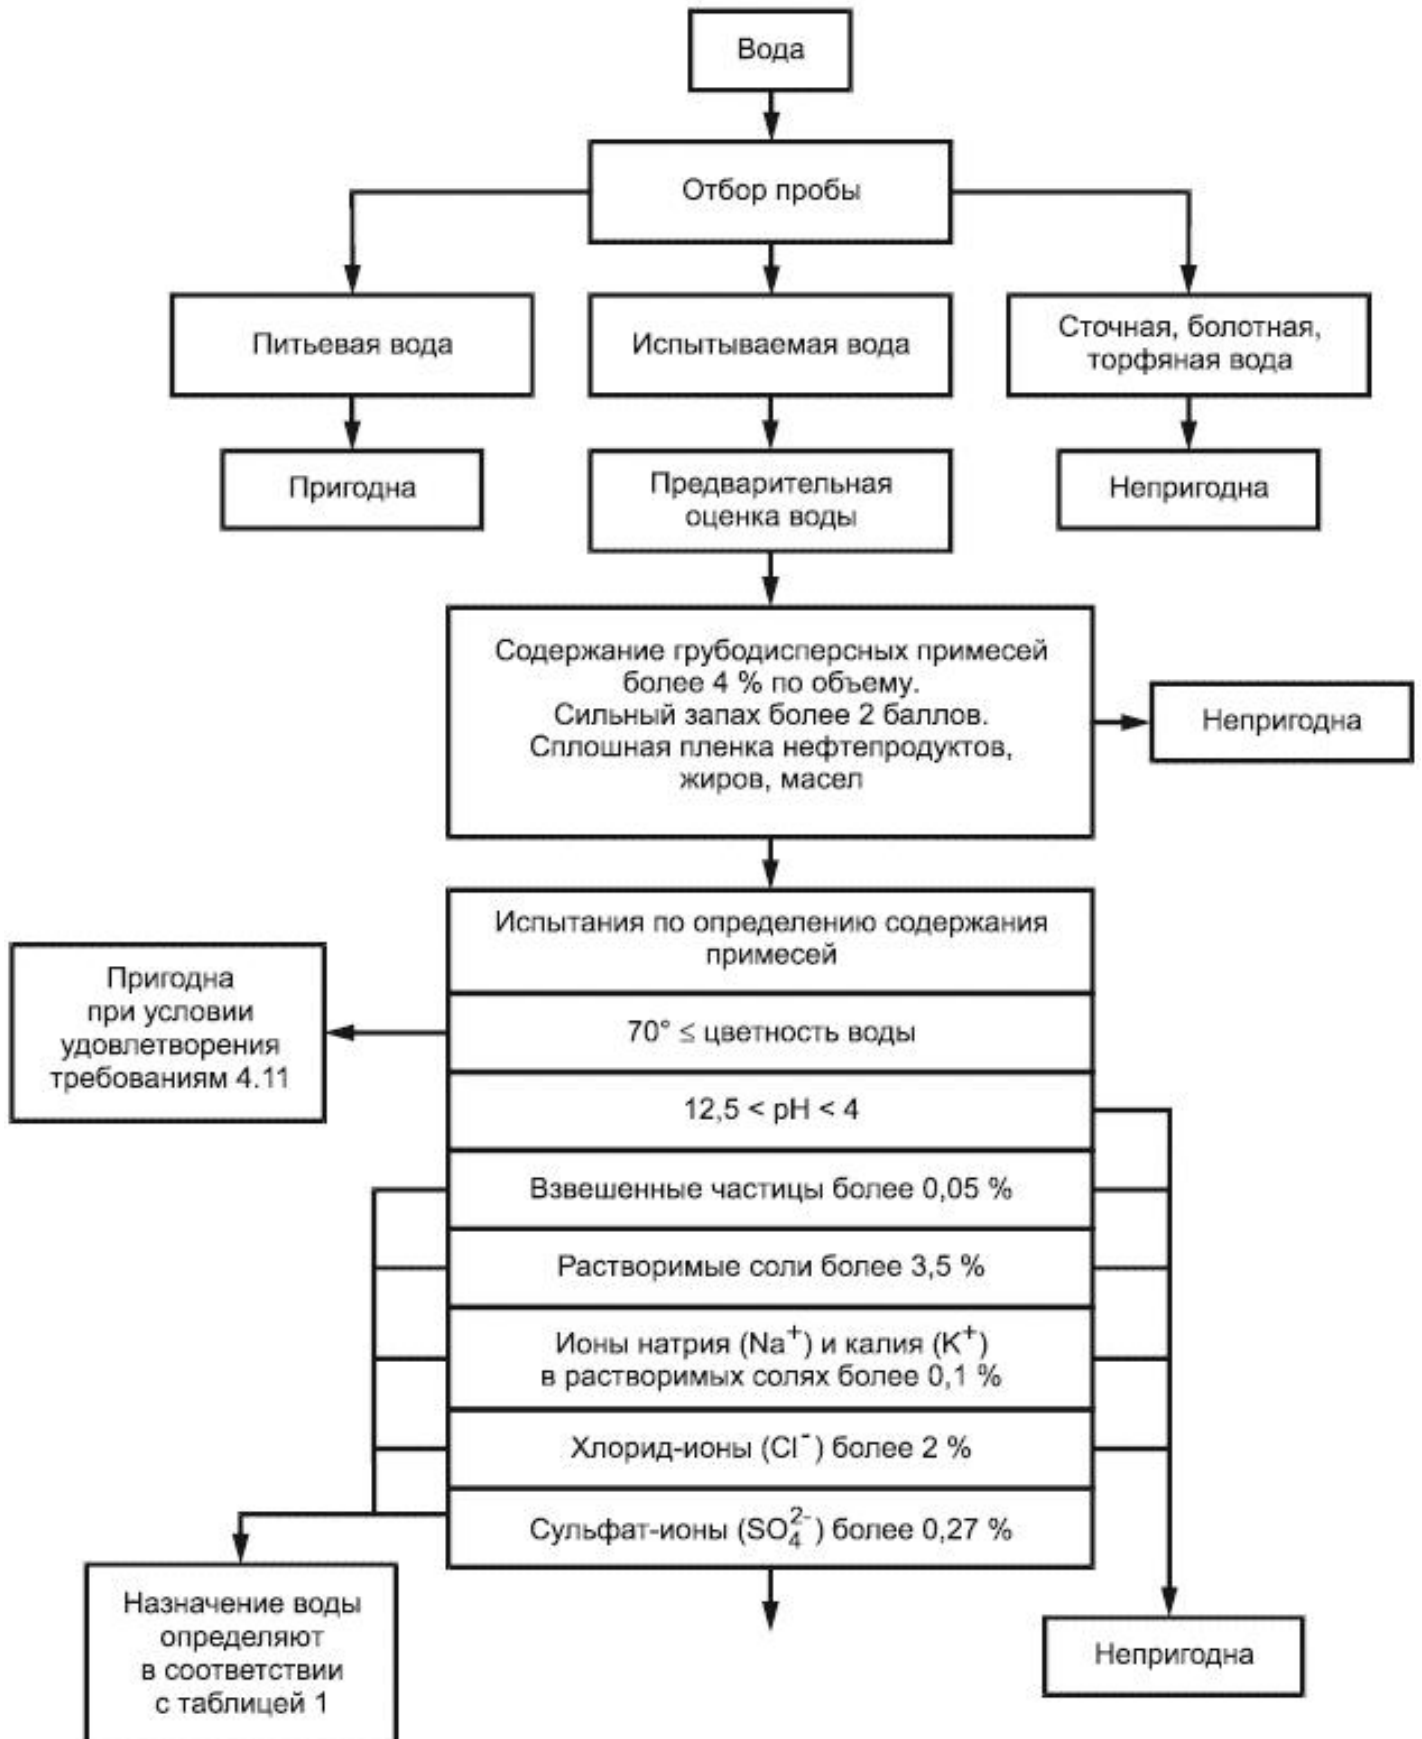 Вода
Отбор пробы
Питьевая вода
Испытываемая вода
Сточная, болотная,
торфяная вода
Пригодна
Предварительная
оценка воды
Непригодна
Содержание грубодисперсных примесей
более 4 % по объему.
Сильный запах более 2 баллов.
Сплошная пленка нефтепродуктов,
жиров, масел
Непригодна
Испытания по определению содержания
примесей
Пригодна
при условии
удовлетворения
требованиям 4.11
70° ≤ цветность воды
12,5 < pH < 4
Взвешенные частицы более 0,05 %
Растворимые соли более 3,5 %
Ионы натрия (Na⁺) и калия (K⁺)
в растворимых солях более 0,1 %
Хлорид-ионы (Cl⁻) более 2 %
Сульфат-ионы (SO₄²⁻) более 0,27 %
Назначение воды
определяют
в соответствии
с таблицей 1
Непригодна